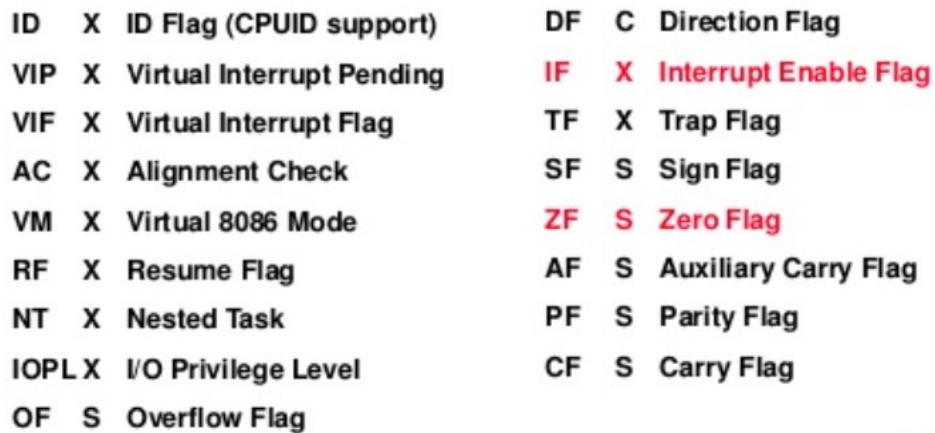 ID X ID Flag (CPUID support)
VIP X Virtual Interrupt Pending
VIF X Virtual Interrupt Flag
AC X Alignment Check
VM X Virtual 8086 Mode
RF X Resume Flag
NT X Nested Task
IOPL X I/O Privilege Level
OF S Overflow Flag
DF C Direction Flag
IF X Interrupt Enable Flag
TF X Trap Flag
SF S Sign Flag
ZF S Zero Flag
AF S Auxiliary Carry Flag
PF S Parity Flag
CF S Carry Flag